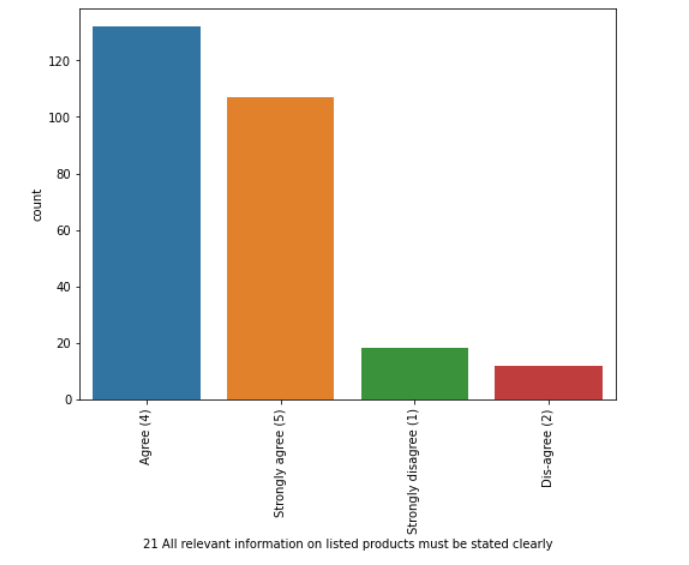 120
100
80
60
40
20
0
count
Agree (4)
Strongly agree (5)
Strongly disagree (1)
Dis-agree (2)
21 All relevant information on listed products must be stated clearly